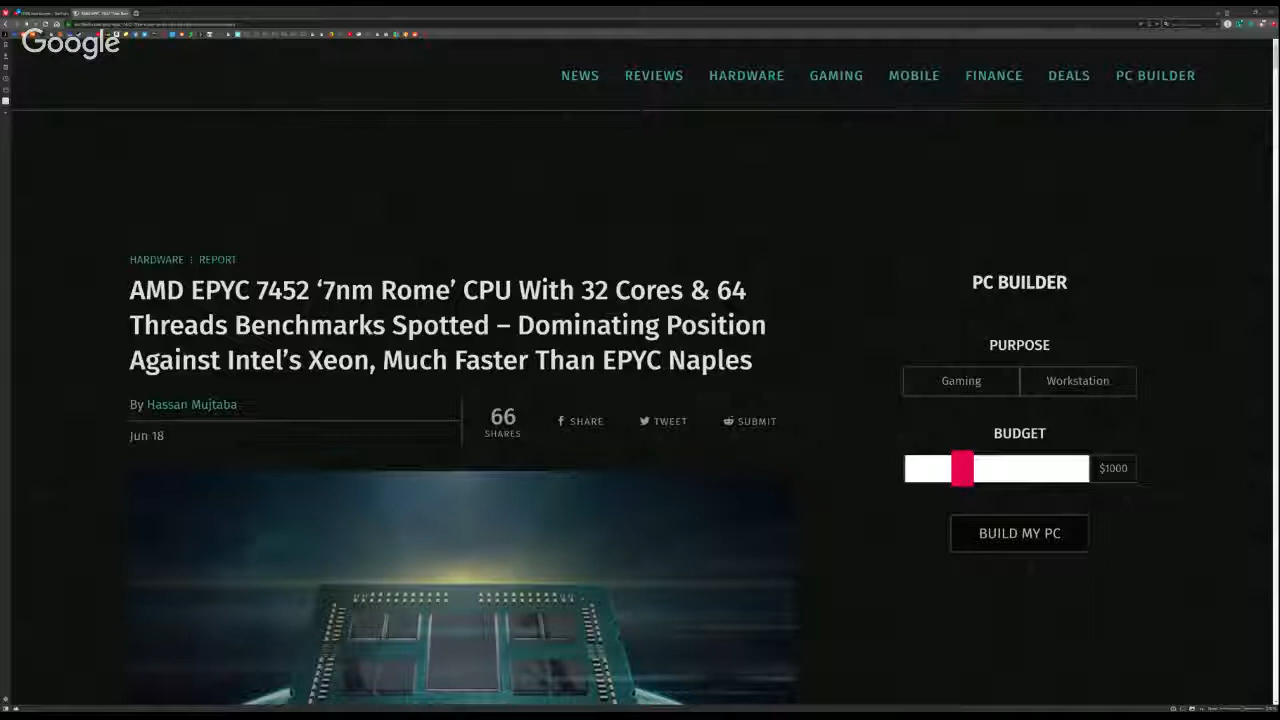 Google
NEWS REVIEWS HARDWARE GAMING MOBILE FINANCE DEALS PC BUILDER
HARDWARE ⋮ REPORT
AMD EPYC 7452 ‘7nm Rome’ CPU With 32 Cores & 64
Threads Benchmarks Spotted – Dominating Position
Against Intel’s Xeon, Much Faster Than EPYC Naples
By Hassan Mujtaba
Jun 18
66
SHARES
SHARE TWEET SUBMIT
PC BUILDER
PURPOSE
Gaming Workstation
BUDGET
$1000
BUILD MY PC